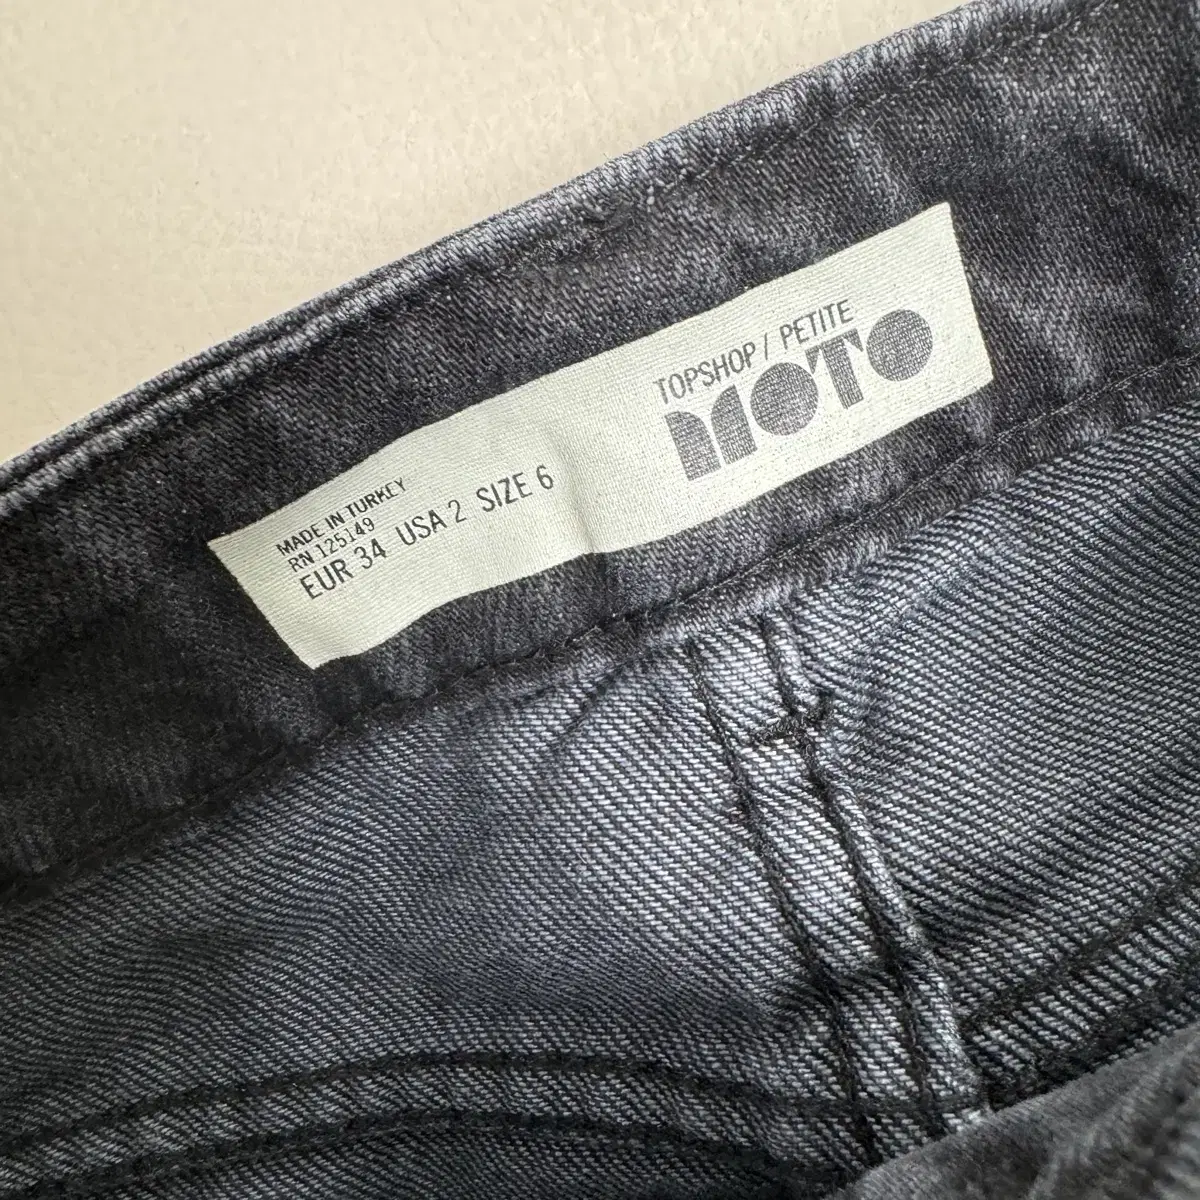 TOPSHOP / PETITE
MOTO
MADE IN TURKEY
RN 125149
EUR 34 USA 2 SIZE 6